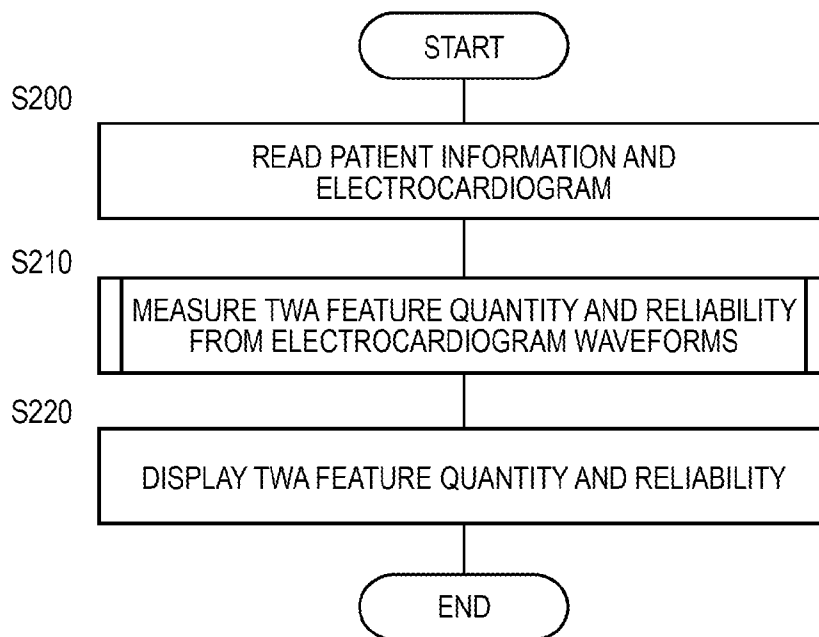 START
S200
READ PATIENT INFORMATION AND
ELECTROCARDIOGRAM
S210
MEASURE TWA FEATURE QUANTITY AND RELIABILITY
FROM ELECTROCARDIOGRAM WAVEFORMS
S220
DISPLAY TWA FEATURE QUANTITY AND RELIABILITY
END